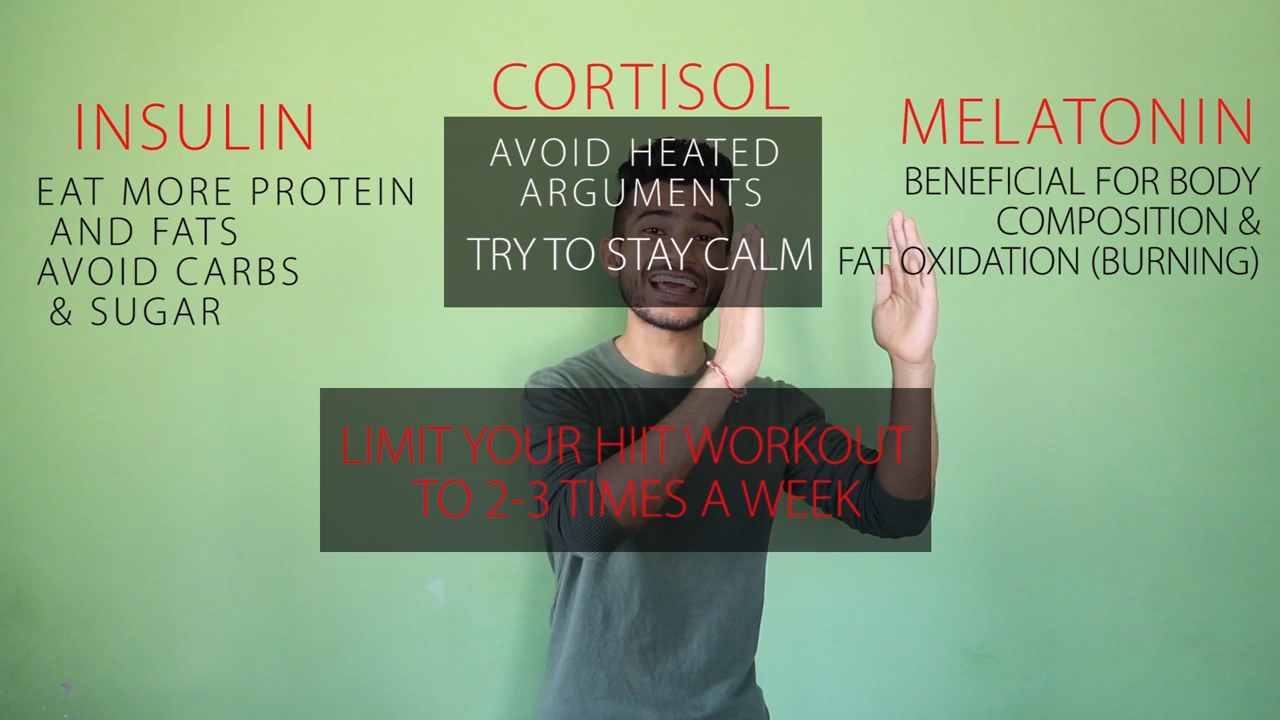 INSULIN
EAT MORE PROTEIN
AND FATS
AVOID CARBS
& SUGAR
CORTISOL
AVOID HEATED
ARGUMENTS
TRY TO STAY CALM
MELATONIN
BENEFICIAL FOR BODY
COMPOSITION &
FAT OXIDATION (BURNING)
LIMIT YOUR HIIT WORKOUT
TO 2-3 TIMES A WEEK